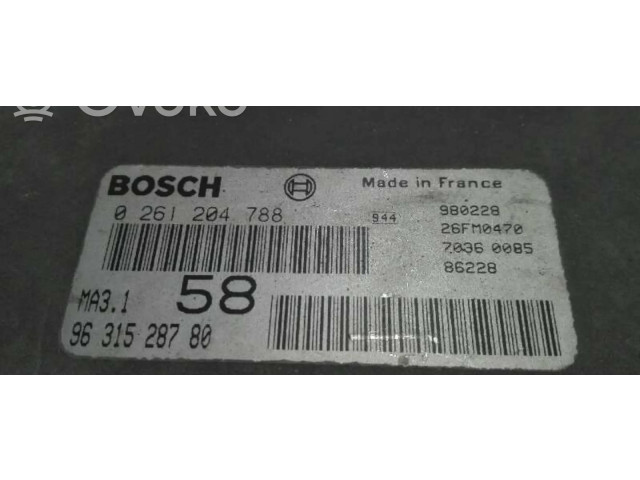 OVOKO
BOSCH
Made in France
0 261 204 788
944
980228
26FM0470
7036 0085
86228
MA3.1
58
96 315 287 80